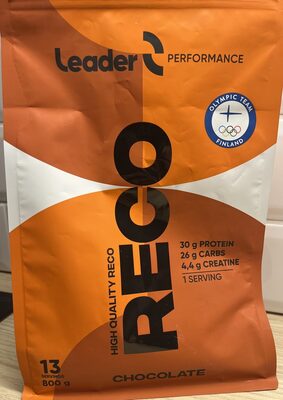 Leader
PERFORMANCE
OLYMPIC TEAM
FINLAND
HIGH QUALITY RECO
RECO
30 g PROTEIN
26 g CARBS
4,4 g CREATINE
1 SERVING
13
SERVINGS
800 g
CHOCOLATE